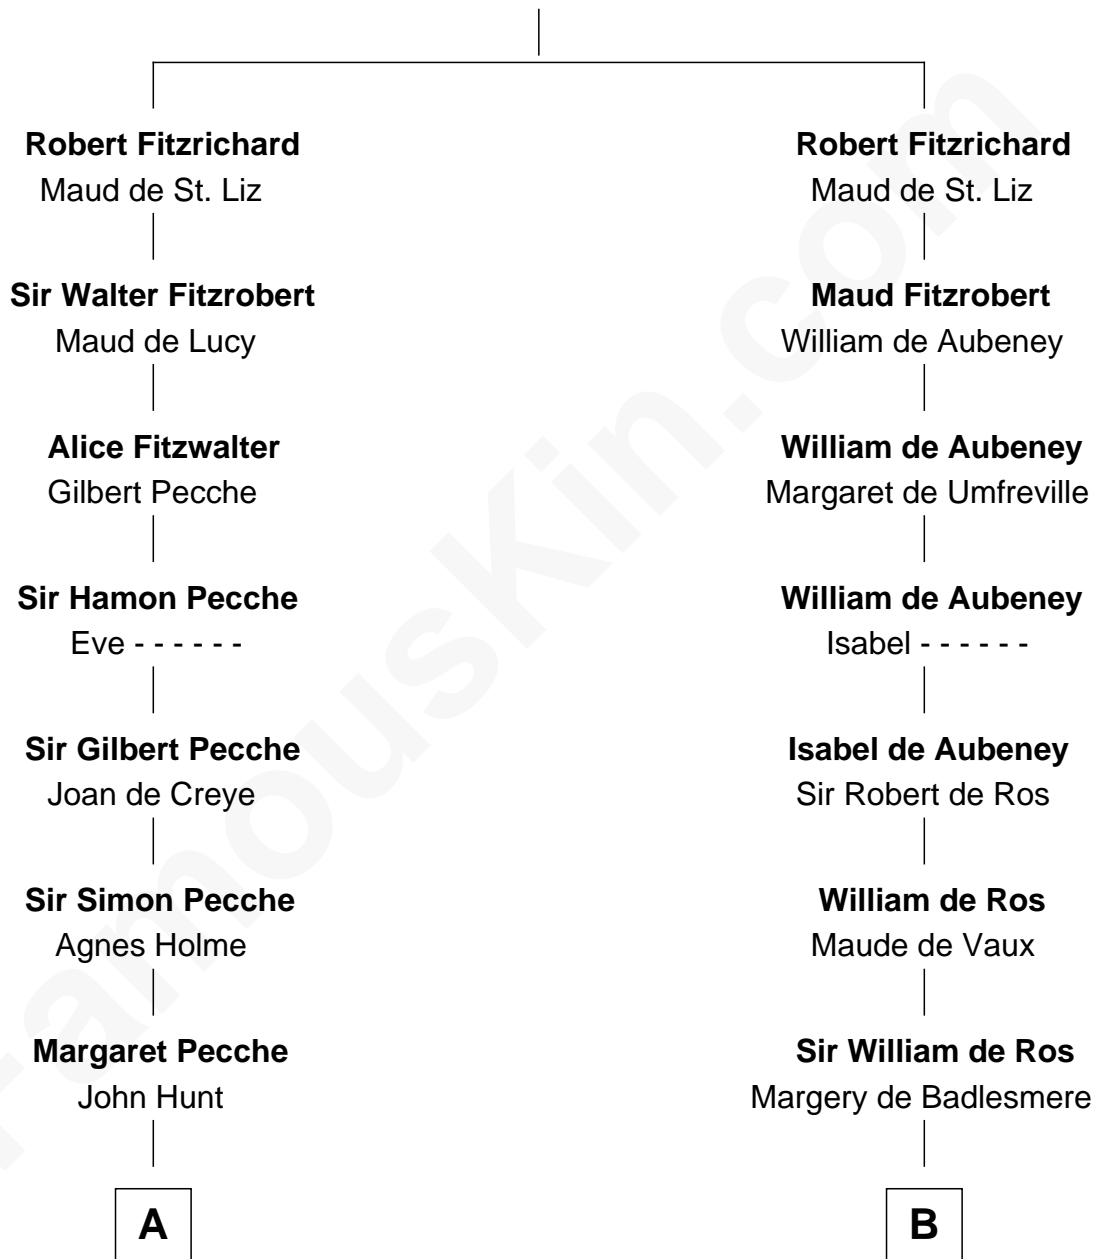 Robert Fitzrichard
Maud de St. Liz
Sir Walter Fitzrobert
Maud de Lucy
Alice Fitzwalter
Gilbert Pecche
Sir Hamon Pecche
Eve - - - - - -
Sir Gilbert Pecche
Joan de Creye
Sir Simon Pecche
Agnes Holme
Margaret Pecche
John Hunt
A
Robert Fitzrichard
Maud de St. Liz
Maud Fitzrobert
William de Aubeney
William de Aubeney
Margaret de Umfreville
William de Aubeney
Isabel - - - - - -
Isabel de Aubeney
Sir Robert de Ros
William de Ros
Maude de Vaux
Sir William de Ros
Margery de Badlesmere
B
FamousKin.com